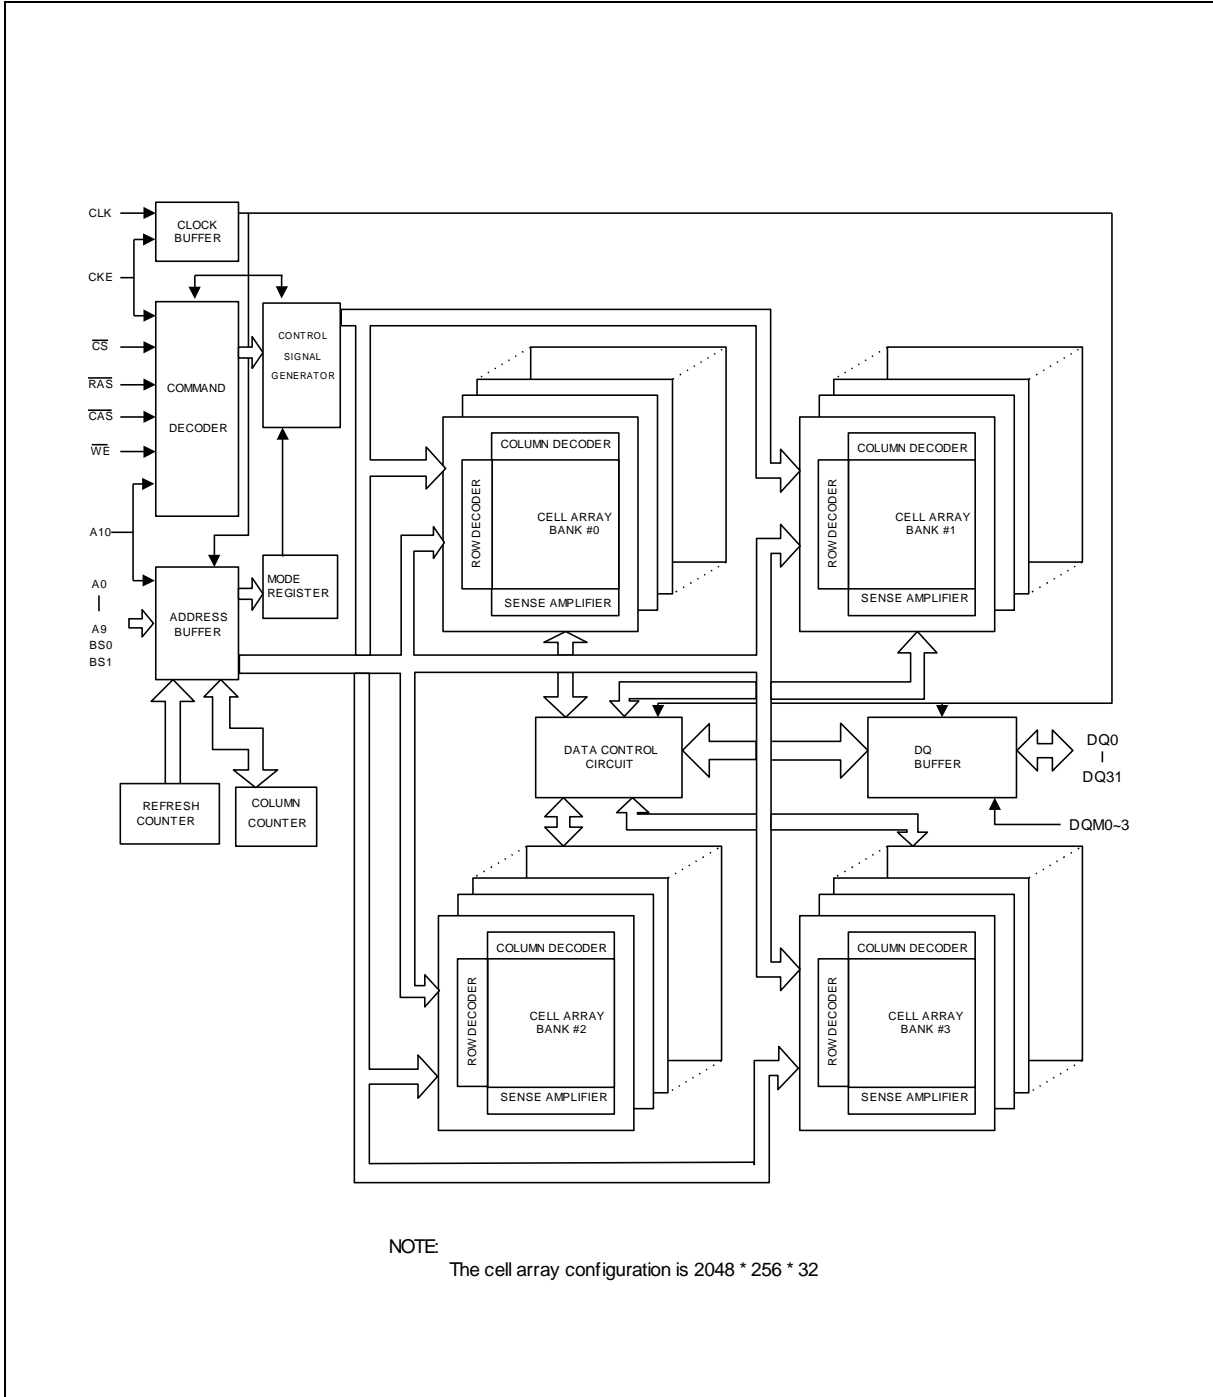 CLK
CLOCK
BUFFER
CKE
CS
RAS
CAS
WE
COMMAND
DECODER
CONTROL
SIGNAL
GENERATOR
A10
A0
A9
BS0
BS1
ADDRESS
BUFFER
MODE
REGISTER
REFRESH
COUNTER
COLUMN
COUNTER
COLUMN DECODER
ROW DECODER
CELL ARRAY
BANK #0
SENSE AMPLIFIER
COLUMN DECODER
ROW DECODER
CELL ARRAY
BANK #1
SENSE AMPLIFIER
DATA CONTROL
CIRCUIT
DQ
BUFFER
DQ0
DQ31
DQM0~3
COLUMN DECODER
ROW DECODER
CELL ARRAY
BANK #2
SENSE AMPLIFIER
COLUMN DECODER
ROW DECODER
CELL ARRAY
BANK #3
SENSE AMPLIFIER
NOTE:
The cell array configuration is 2048 * 256 * 32